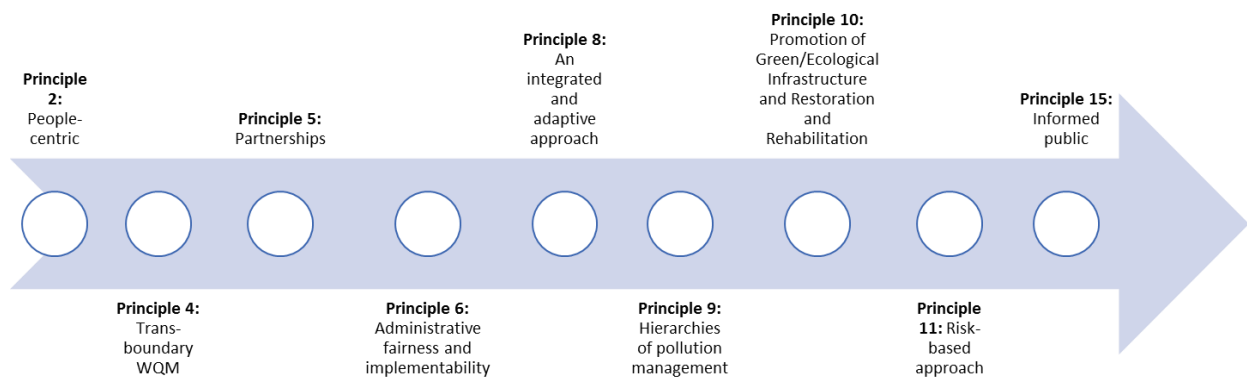 Principle
2:
People-
centric
Principle 4:
Trans-
boundary
WQM
Principle 5:
Partnerships
Principle 6:
Administrative
fairness and
implementability
Principle 8:
An
integrated
and
adaptive
approach
Principle 9:
Hierarchies
of pollution
management
Principle 10:
Promotion of
Green/Ecological
Infrastructure
and Restoration
and
Rehabilitation
Principle
11: Risk-
based
approach
Principle 15:
Informed
public